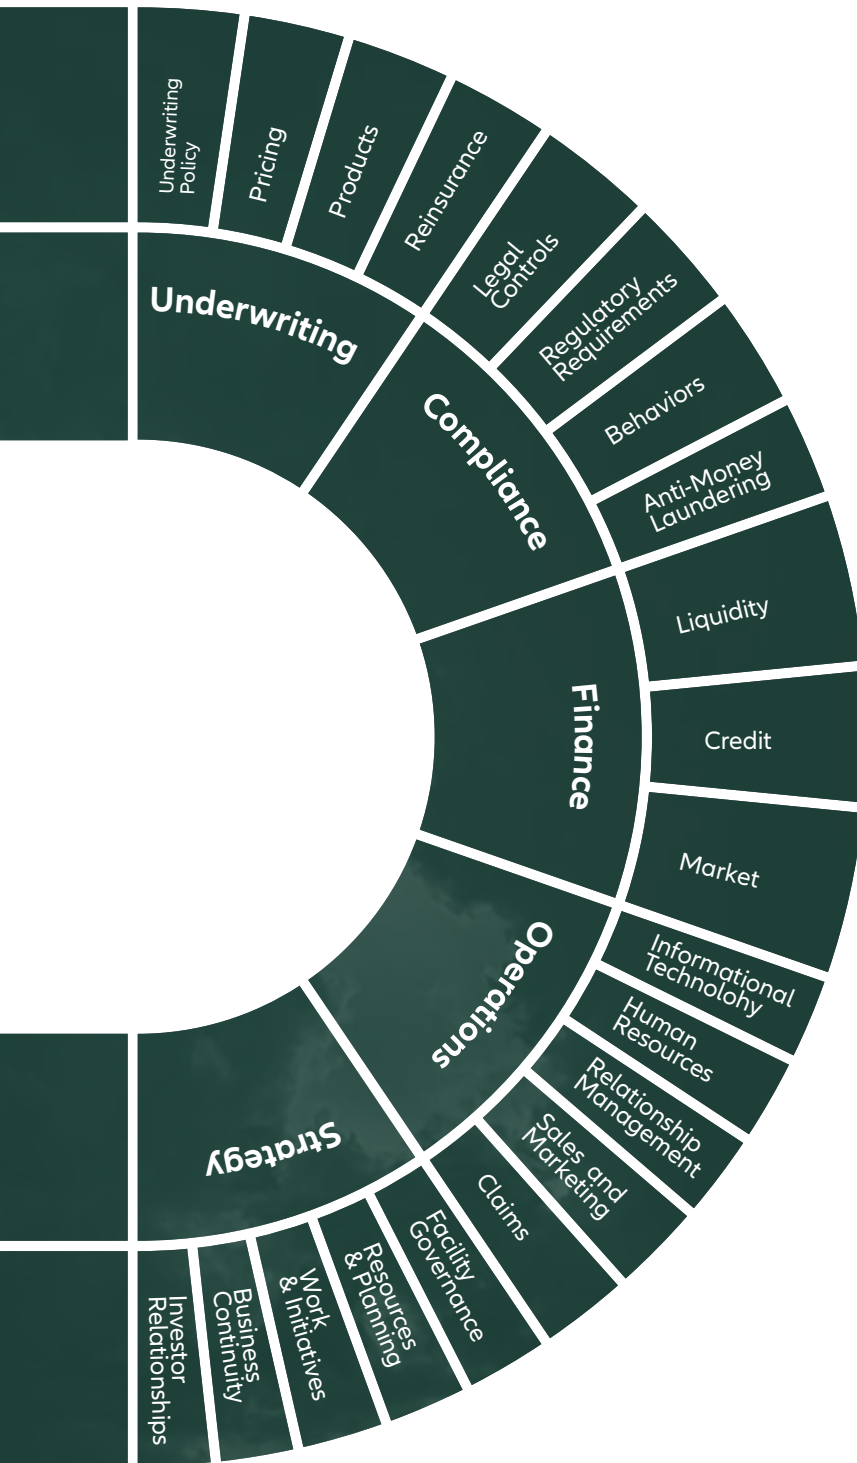 Underwriting
Underwriting
Policy
Pricing
Products
Reinsurance
Compliance
Legal
Controls
Regulatory
Requirements
Behaviors
Anti-Money
Laundering
Finance
Liquidity
Credit
Market
Operations
Informational
Technolohy
Human
Resources
Relationship
Management
Sales and
Marketing
Claims
Strategy
Facility
Governance
Resources
& Planning
Work
& Initiatives
Business
Continuity
Investor
Relationships